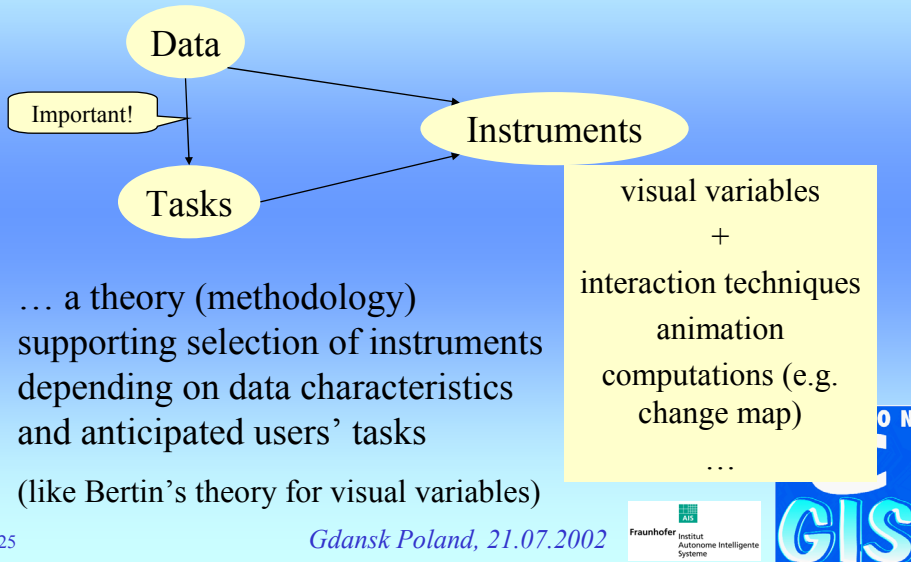 Data
Important!
Instruments
Tasks
visual variables
+
interaction techniques
animation
computations (e.g.
change map)
…
… a theory (methodology)
supporting selection of instruments
depending on data characteristics
and anticipated users’ tasks
(like Bertin’s theory for visual variables)
25
Gdansk Poland, 21.07.2002
AIS
Fraunhofer Institut
Autonome Intelligente
Systeme
O N
C
GIS